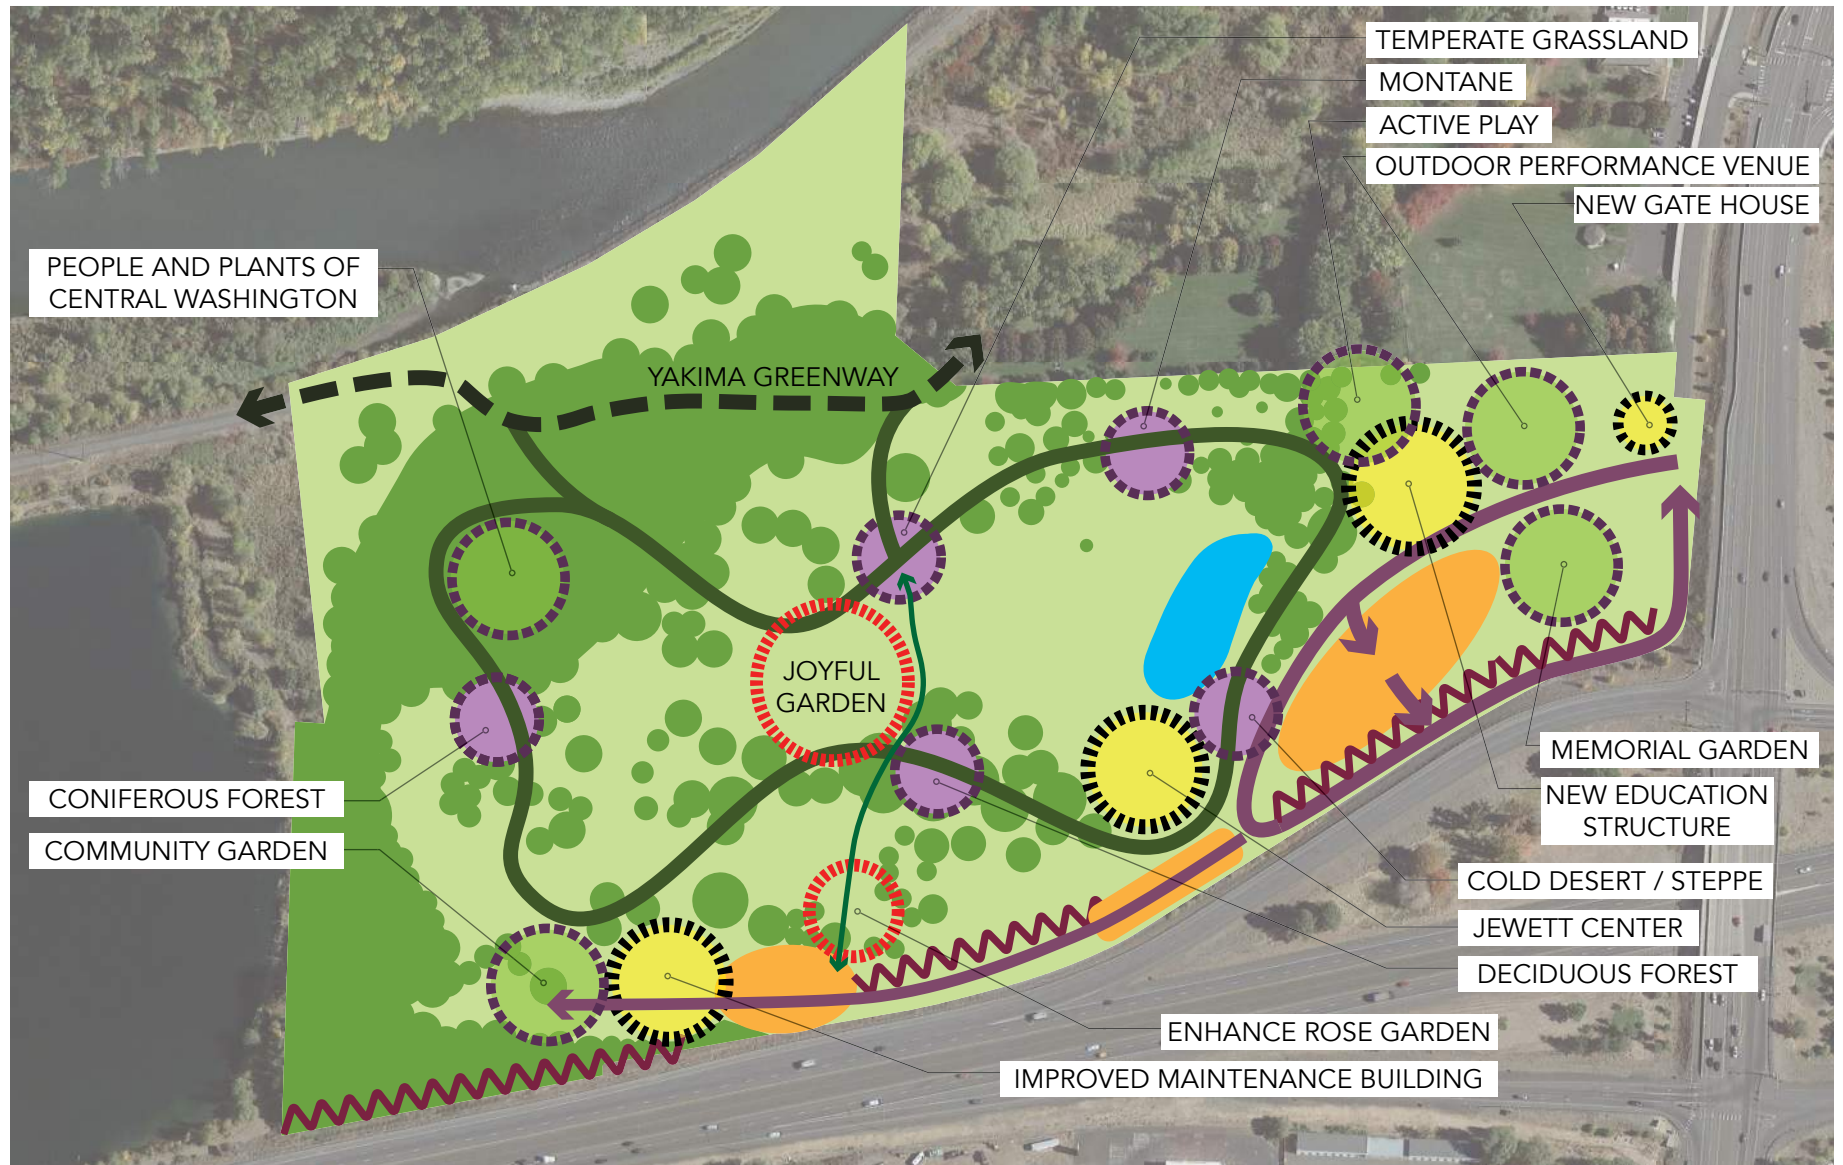 TEMPERATE GRASSLAND
MONTANE
ACTIVE PLAY
OUTDOOR PERFORMANCE VENUE
NEW GATE HOUSE
PEOPLE AND PLANTS OF
CENTRAL WASHINGTON
YAKIMA GREENWAY
JOYFUL
GARDEN
CONIFEROUS FOREST
COMMUNITY GARDEN
MEMORIAL GARDEN
NEW EDUCATION
STRUCTURE
COLD DESERT / STEPPE
JEWETT CENTER
DECIDUOUS FOREST
ENHANCE ROSE GARDEN
IMPROVED MAINTENANCE BUILDING